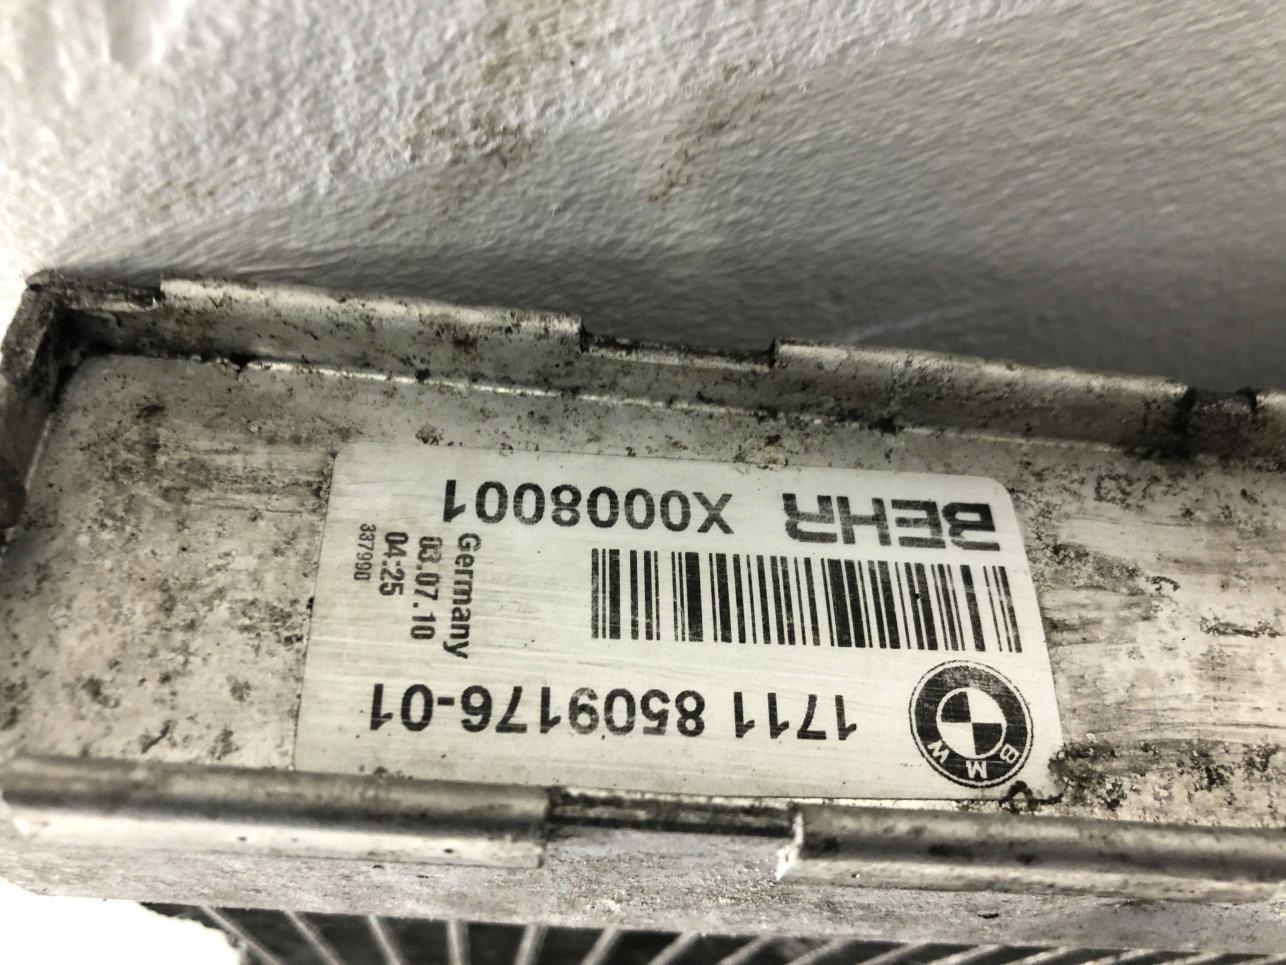 BMW
1711 8509176-01
BEHR X0008001
Germany
03.07.10
04:25
337990